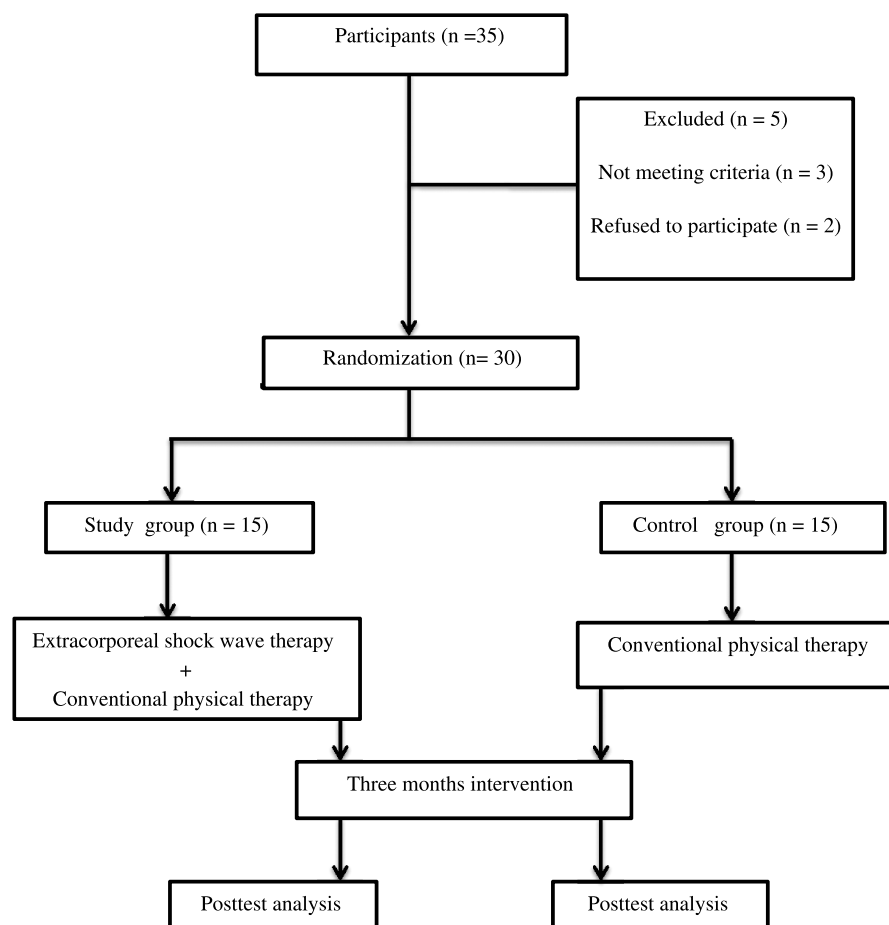 Participants (n =35)
Excluded (n = 5)
Not meeting criteria (n = 3)
Refused to participate (n = 2)
Randomization (n= 30)
Study group (n = 15)
Control group (n = 15)
Extracorporeal shock wave therapy
+
Conventional physical therapy
Conventional physical therapy
Three months intervention
Posttest analysis
Posttest analysis